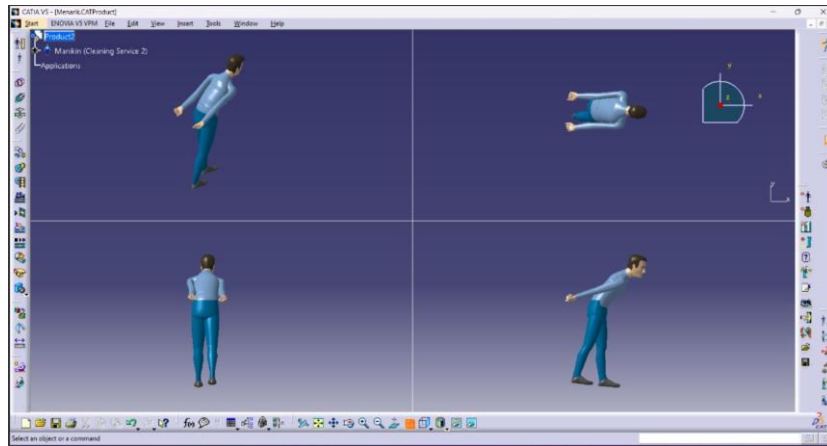 CATIA V5 - [Menarik.CATProduct]
Start ENOVIA V5 VPM File Edit View Insert Tools Window Help
Product2
Manikin (Cleaning Service 2)
Applications
y
x
z
y
x
f(x)
Select an object or a command